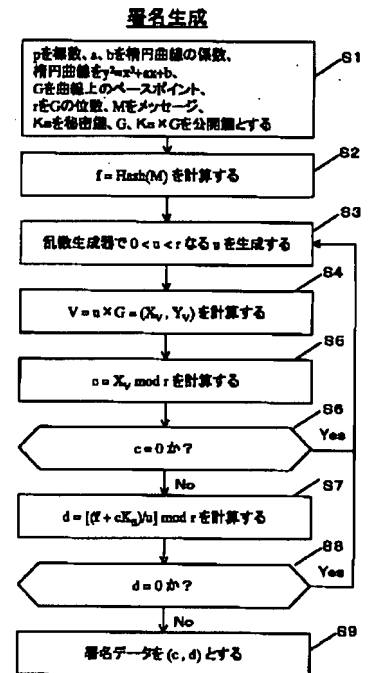 署名生成
S1
pを標数、a、bを楕円曲線の係数、
楕円曲線をy²=x³+ax+b、
Gを曲線上のベースポイント、
rをGの位数、Mをメッセージ、
Ksを秘密鍵、G、Ks×Gを公開鍵とする
S2
f = Hash(M) を計算する
S3
乱数生成器で 0 < u < r なる u を生成する
S4
V = u × G = (Xv , Yv) を計算する
S5
c = Xv mod r を計算する
S6
c = 0 か?
Yes
No
S7
d = [(f + cKs)/u] mod r を計算する
S8
d = 0 か?
Yes
No
S9
署名データを (c , d) とする